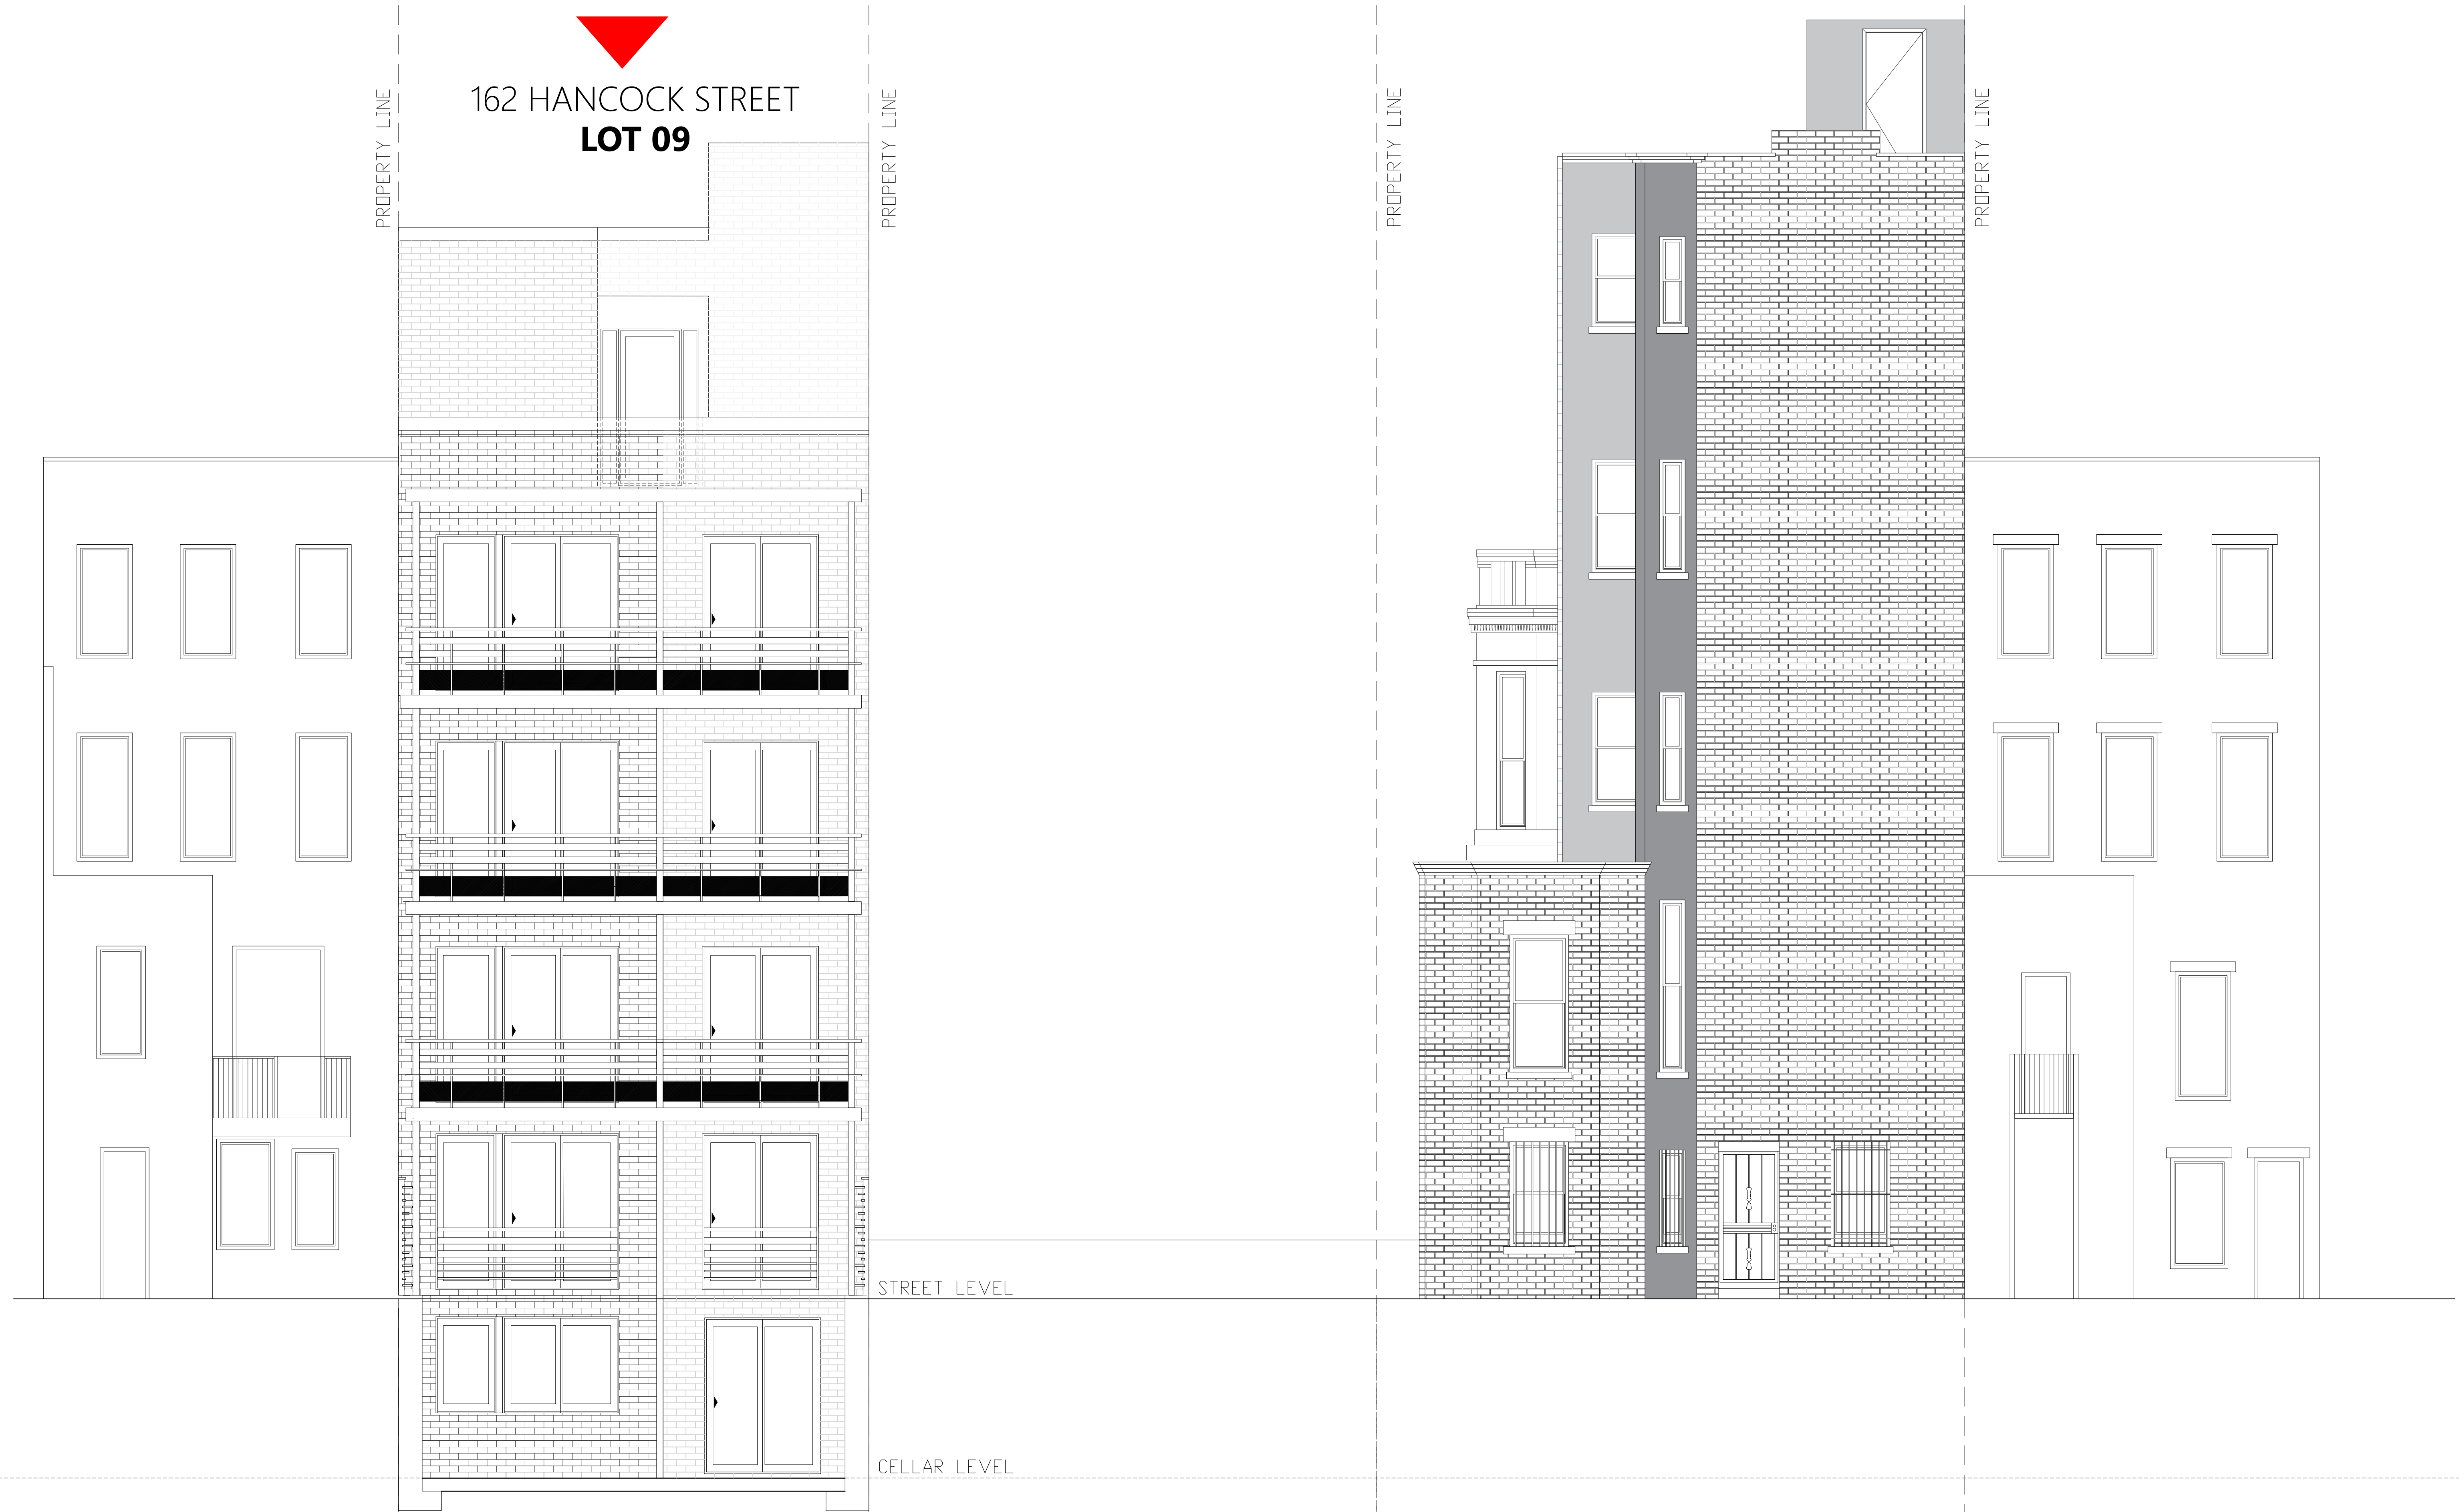 162 HANCOCK STREET
LOT 09
PROPERTY LINE
PROPERTY LINE
PROPERTY LINE
PROPERTY LINE
STREET LEVEL
CELLAR LEVEL